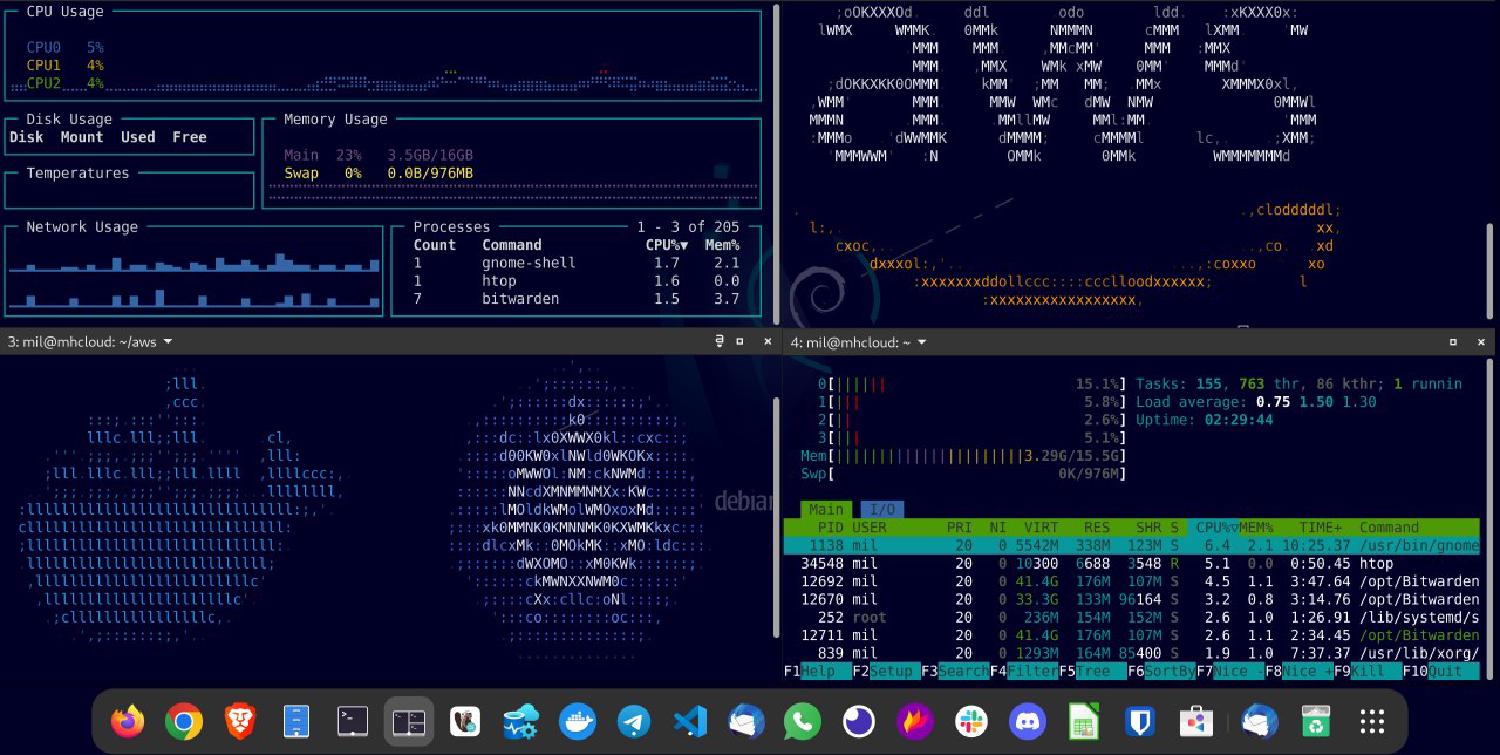 CPU Usage
CPU0 5%
CPU1 4%
CPU2 4%
Disk Usage
Disk Mount Used Free
Temperatures
Memory Usage
Main 23% 3.5GB/16GB
Swap 0% 0.0B/976MB
Network Usage
Processes 1 - 3 of 205
Count Command CPU%▼ Mem%
1 gnome-shell 1.7 2.1
1 htop 1.6 0.0
7 bitwarden 1.5 3.7
3: mil@mhcloud: ~/aws
debian
4: mil@mhcloud: ~
0[ 15.1%] Tasks: 155, 763 thr, 86 kthr; 1 runnin
1[ 5.8%] Load average: 0.75 1.50 1.30
2[ 2.6%] Uptime: 02:29:44
3[ 5.1%]
Mem[ 3.29G/15.5G]
Swp[ 0K/976M]
Main I/O
PID USER PRI NI VIRT RES SHR S CPU%▽MEM% TIME+ Command
1138 mil 20 0 5542M 338M 123M S 6.4 2.1 10:25.37 /usr/bin/gnome
34548 mil 20 0 10300 6688 3548 R 5.1 0.0 0:50.45 htop
12692 mil 20 0 41.4G 176M 107M S 4.5 1.1 3:47.64 /opt/Bitwarden
12670 mil 20 0 33.3G 133M 96164 S 3.2 0.8 3:14.76 /opt/Bitwarden
252 root 20 0 236M 154M 152M S 2.6 1.0 1:26.91 /lib/systemd/s
12711 mil 20 0 41.4G 176M 107M S 2.6 1.1 2:34.45 /opt/Bitwarden
839 mil 20 0 1293M 164M 85400 S 1.9 1.0 7:37.37 /usr/lib/xorg/
F1Help F2Setup F3Search F4Filter F5Tree F6SortBy F7Nice - F8Nice + F9Kill F10Quit